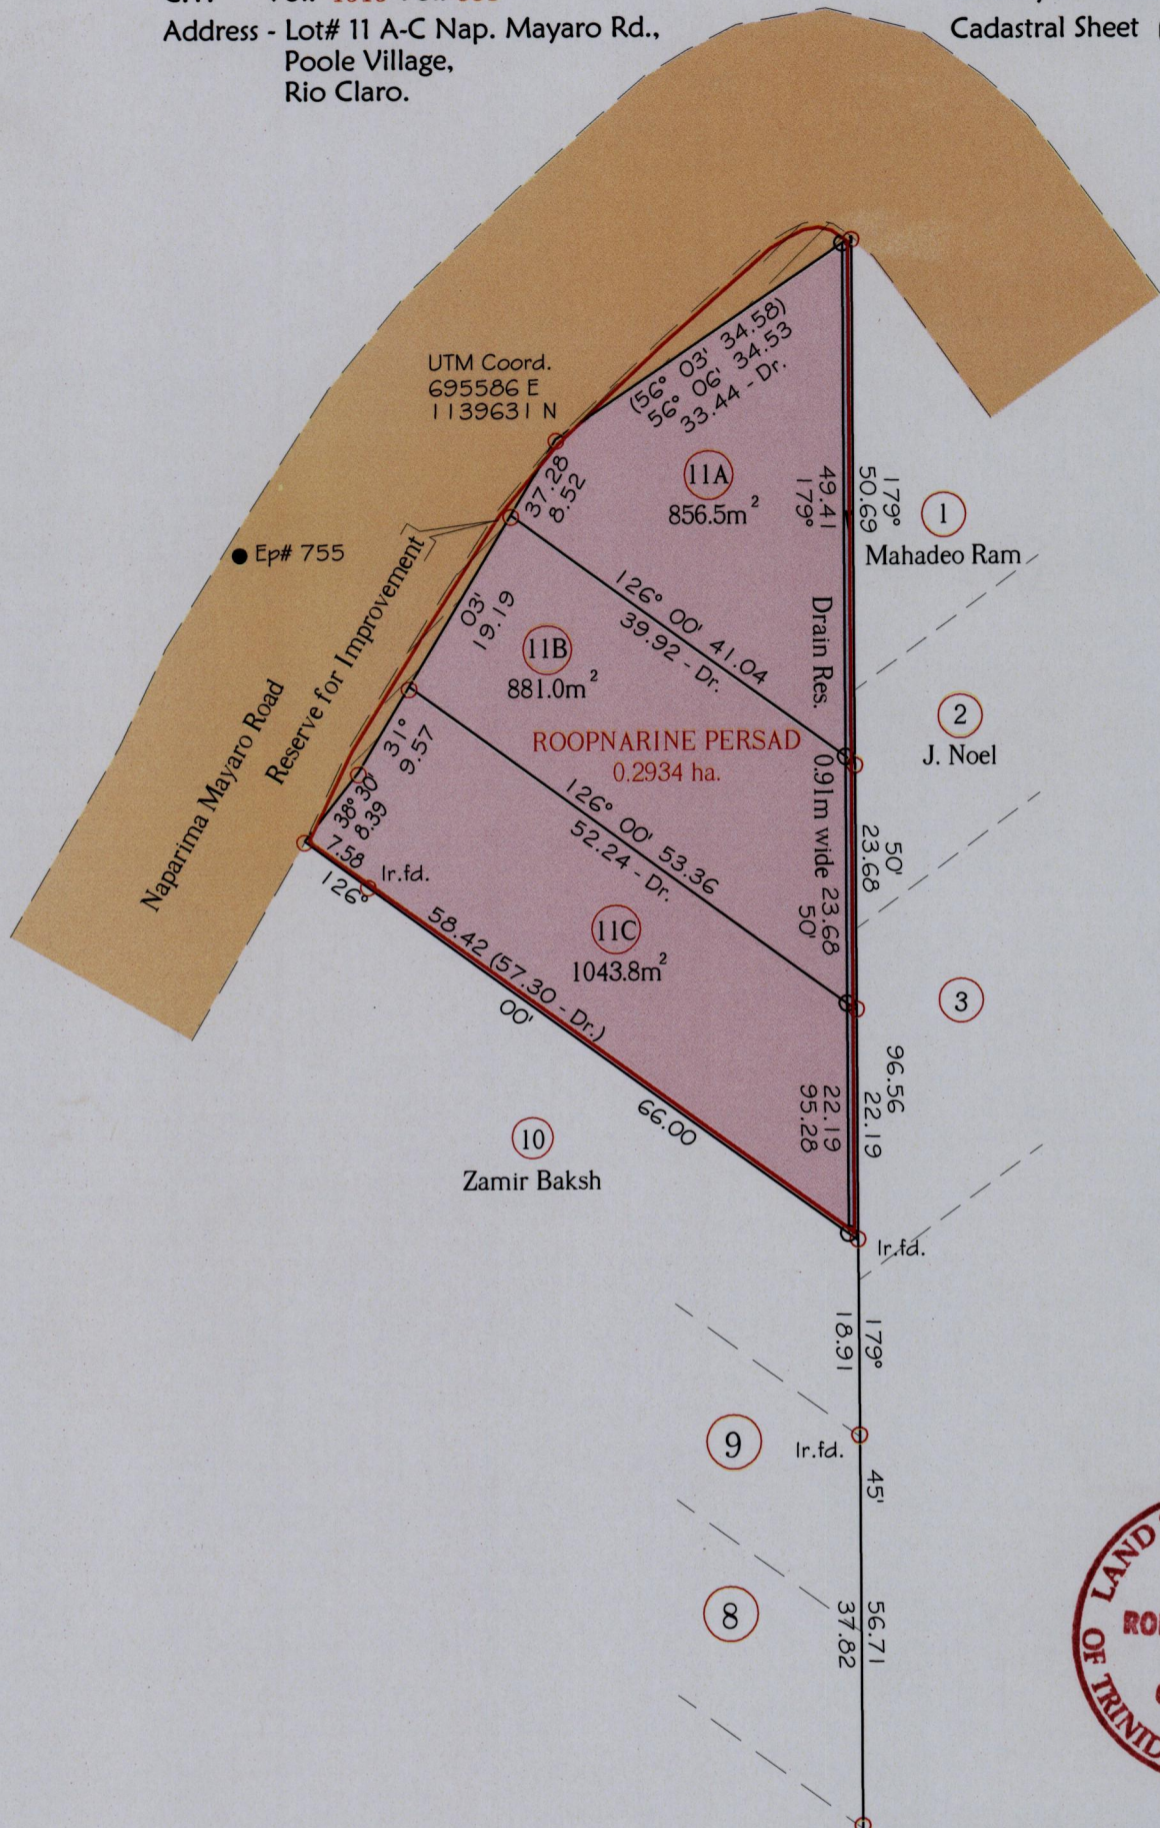 Address - Lot# 11 A-C Nap. Mayaro Rd.,
Poole Village,
Rio Claro.
Cadastral Sheet
UTM Coord.
695586 E
1139631 N
(56° 03' 34.58)
56° 06' 34.53
33.44 - Dr.
37.28
8.52
11A
856.5m²
49.41
179°
179°
50.69
1
Mahadeo Ram
Ep# 755
Reserve for Improvement
Naparima Mayaro Road
03'
19.19
11B
881.0m²
126° 00' 41.04
39.92 - Dr.
Drain Res.
0.91m wide
2
J. Noel
ROOPNARINE PERSAD
0.2934 ha.
31°
9.57
38° 30'
8.39
126° 00' 53.36
52.24 - Dr.
23.68
50'
50'
23.68
7.58
126°
Ir.fd.
58.42 (57.30 - Dr.)
00'
11C
1043.8m²
3
66.00
22.19
95.28
96.56
22.19
10
Zamir Baksh
Ir.fd.
179°
18.91
9
Ir.fd.
45'
8
56.71
37.82
LAND
OF TRINID